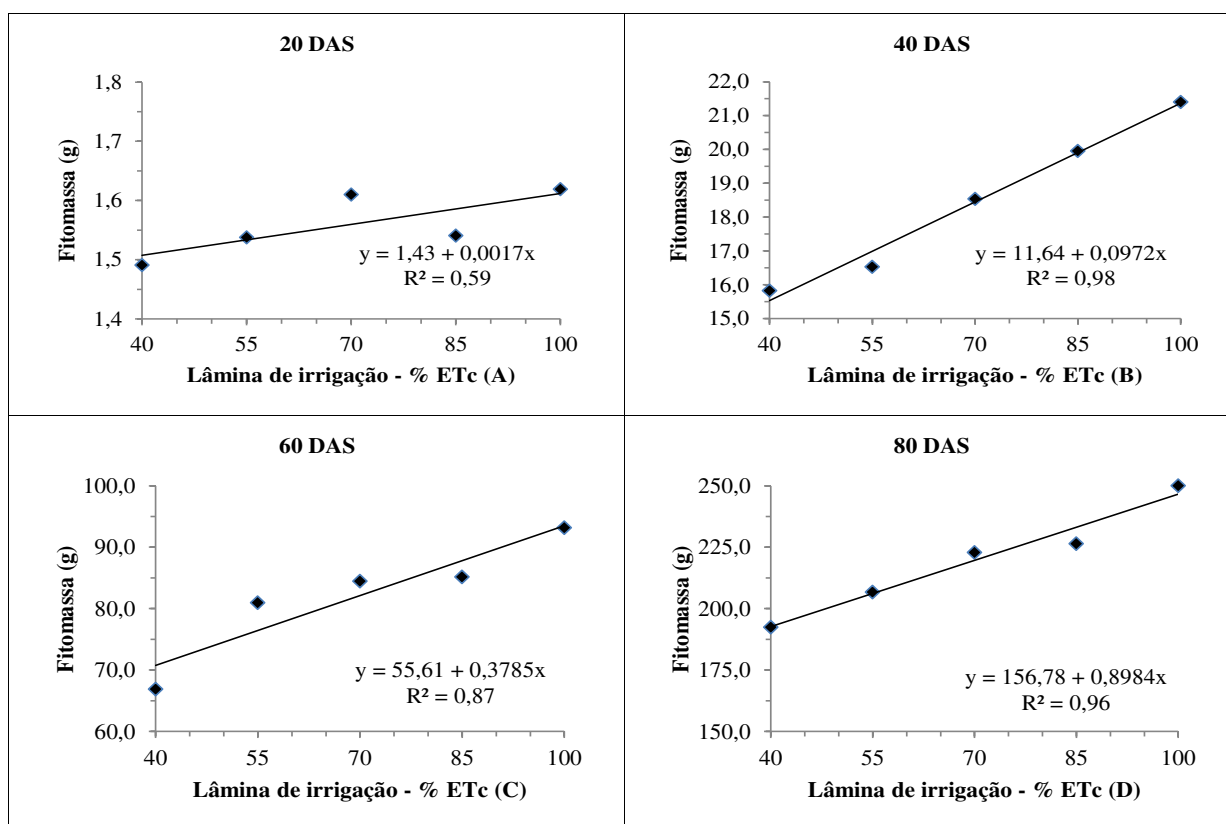 20 DAS
Fitomassa (g)
1,8
1,7
1,6
1,5
1,4
y = 1,43 + 0,0017x
R² = 0,59
40 55 70 85 100
Lâmina de irrigação - % ETc (A)
40 DAS
Fitomassa (g)
22,0
21,0
20,0
19,0
18,0
17,0
16,0
15,0
y = 11,64 + 0,0972x
R² = 0,98
40 55 70 85 100
Lâmina de irrigação - % ETc (B)
60 DAS
Fitomassa (g)
100,0
90,0
80,0
70,0
60,0
y = 55,61 + 0,3785x
R² = 0,87
40 55 70 85 100
Lâmina de irrigação - % ETc (C)
80 DAS
Fitomassa (g)
250,0
225,0
200,0
175,0
150,0
y = 156,78 + 0,8984x
R² = 0,96
40 55 70 85 100
Lâmina de irrigação - % ETc (D)